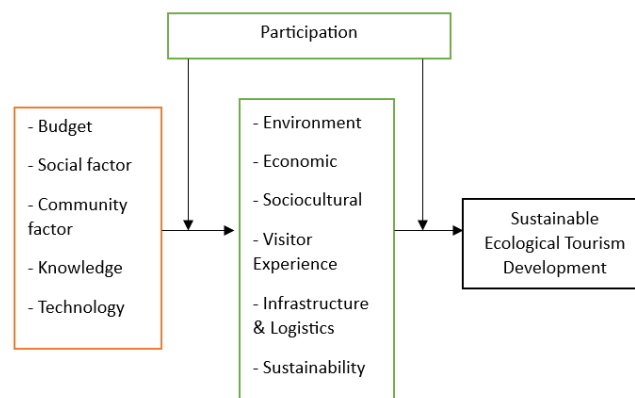 Participation
- Budget
- Social factor
- Community
factor
- Knowledge
- Technology
- Environment
- Economic
- Sociocultural
- Visitor
Experience
- Infrastructure
& Logistics
- Sustainability
Sustainable
Ecological Tourism
Development